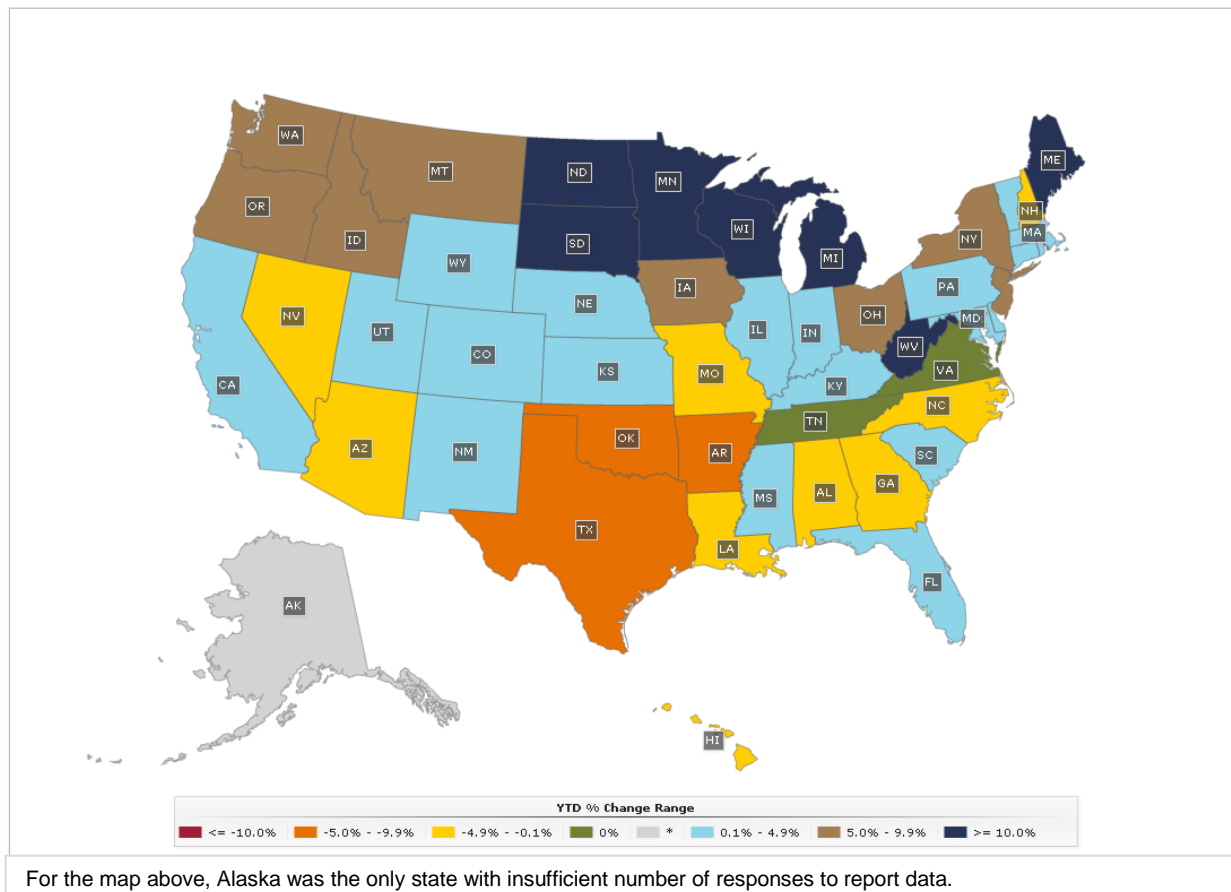 WA
MT
ND
MN
ME
OR
ID
SD
WI
MI
NH
MA
NY
WY
IA
PA
NE
OH
MD
NV
UT
CO
IL
IN
WV
CA
KS
MO
KY
VA
AZ
NM
OK
AR
TN
NC
SC
TX
MS
AL
GA
LA
FL
AK
HI
YTD % Change Range
<= -10.0% -5.0% - -9.9% -4.9% - -0.1% 0% * 0.1% - 4.9% 5.0% - 9.9% >= 10.0%
For the map above, Alaska was the only state with insufficient number of responses to report data.